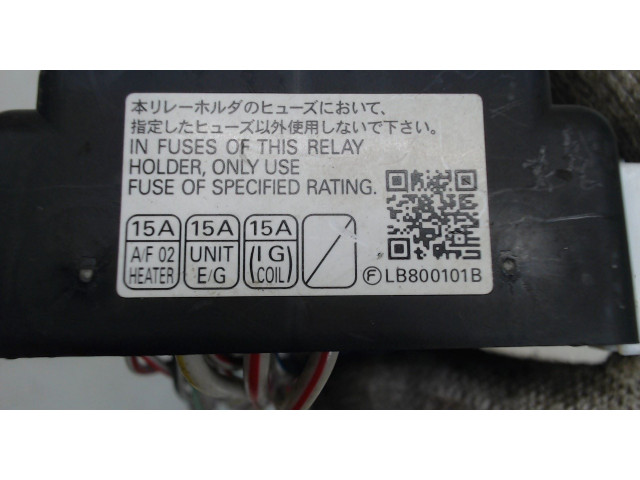 本リレーホルダのヒューズにおいて、
指定したヒューズ以外使用しないで下さい。
IN FUSES OF THIS RELAY
HOLDER, ONLY USE
FUSE OF SPECIFIED RATING.
15A 15A 15A
A/F 02 UNIT (IG)
HEATER E/G COIL
Ⓕ LB800101B